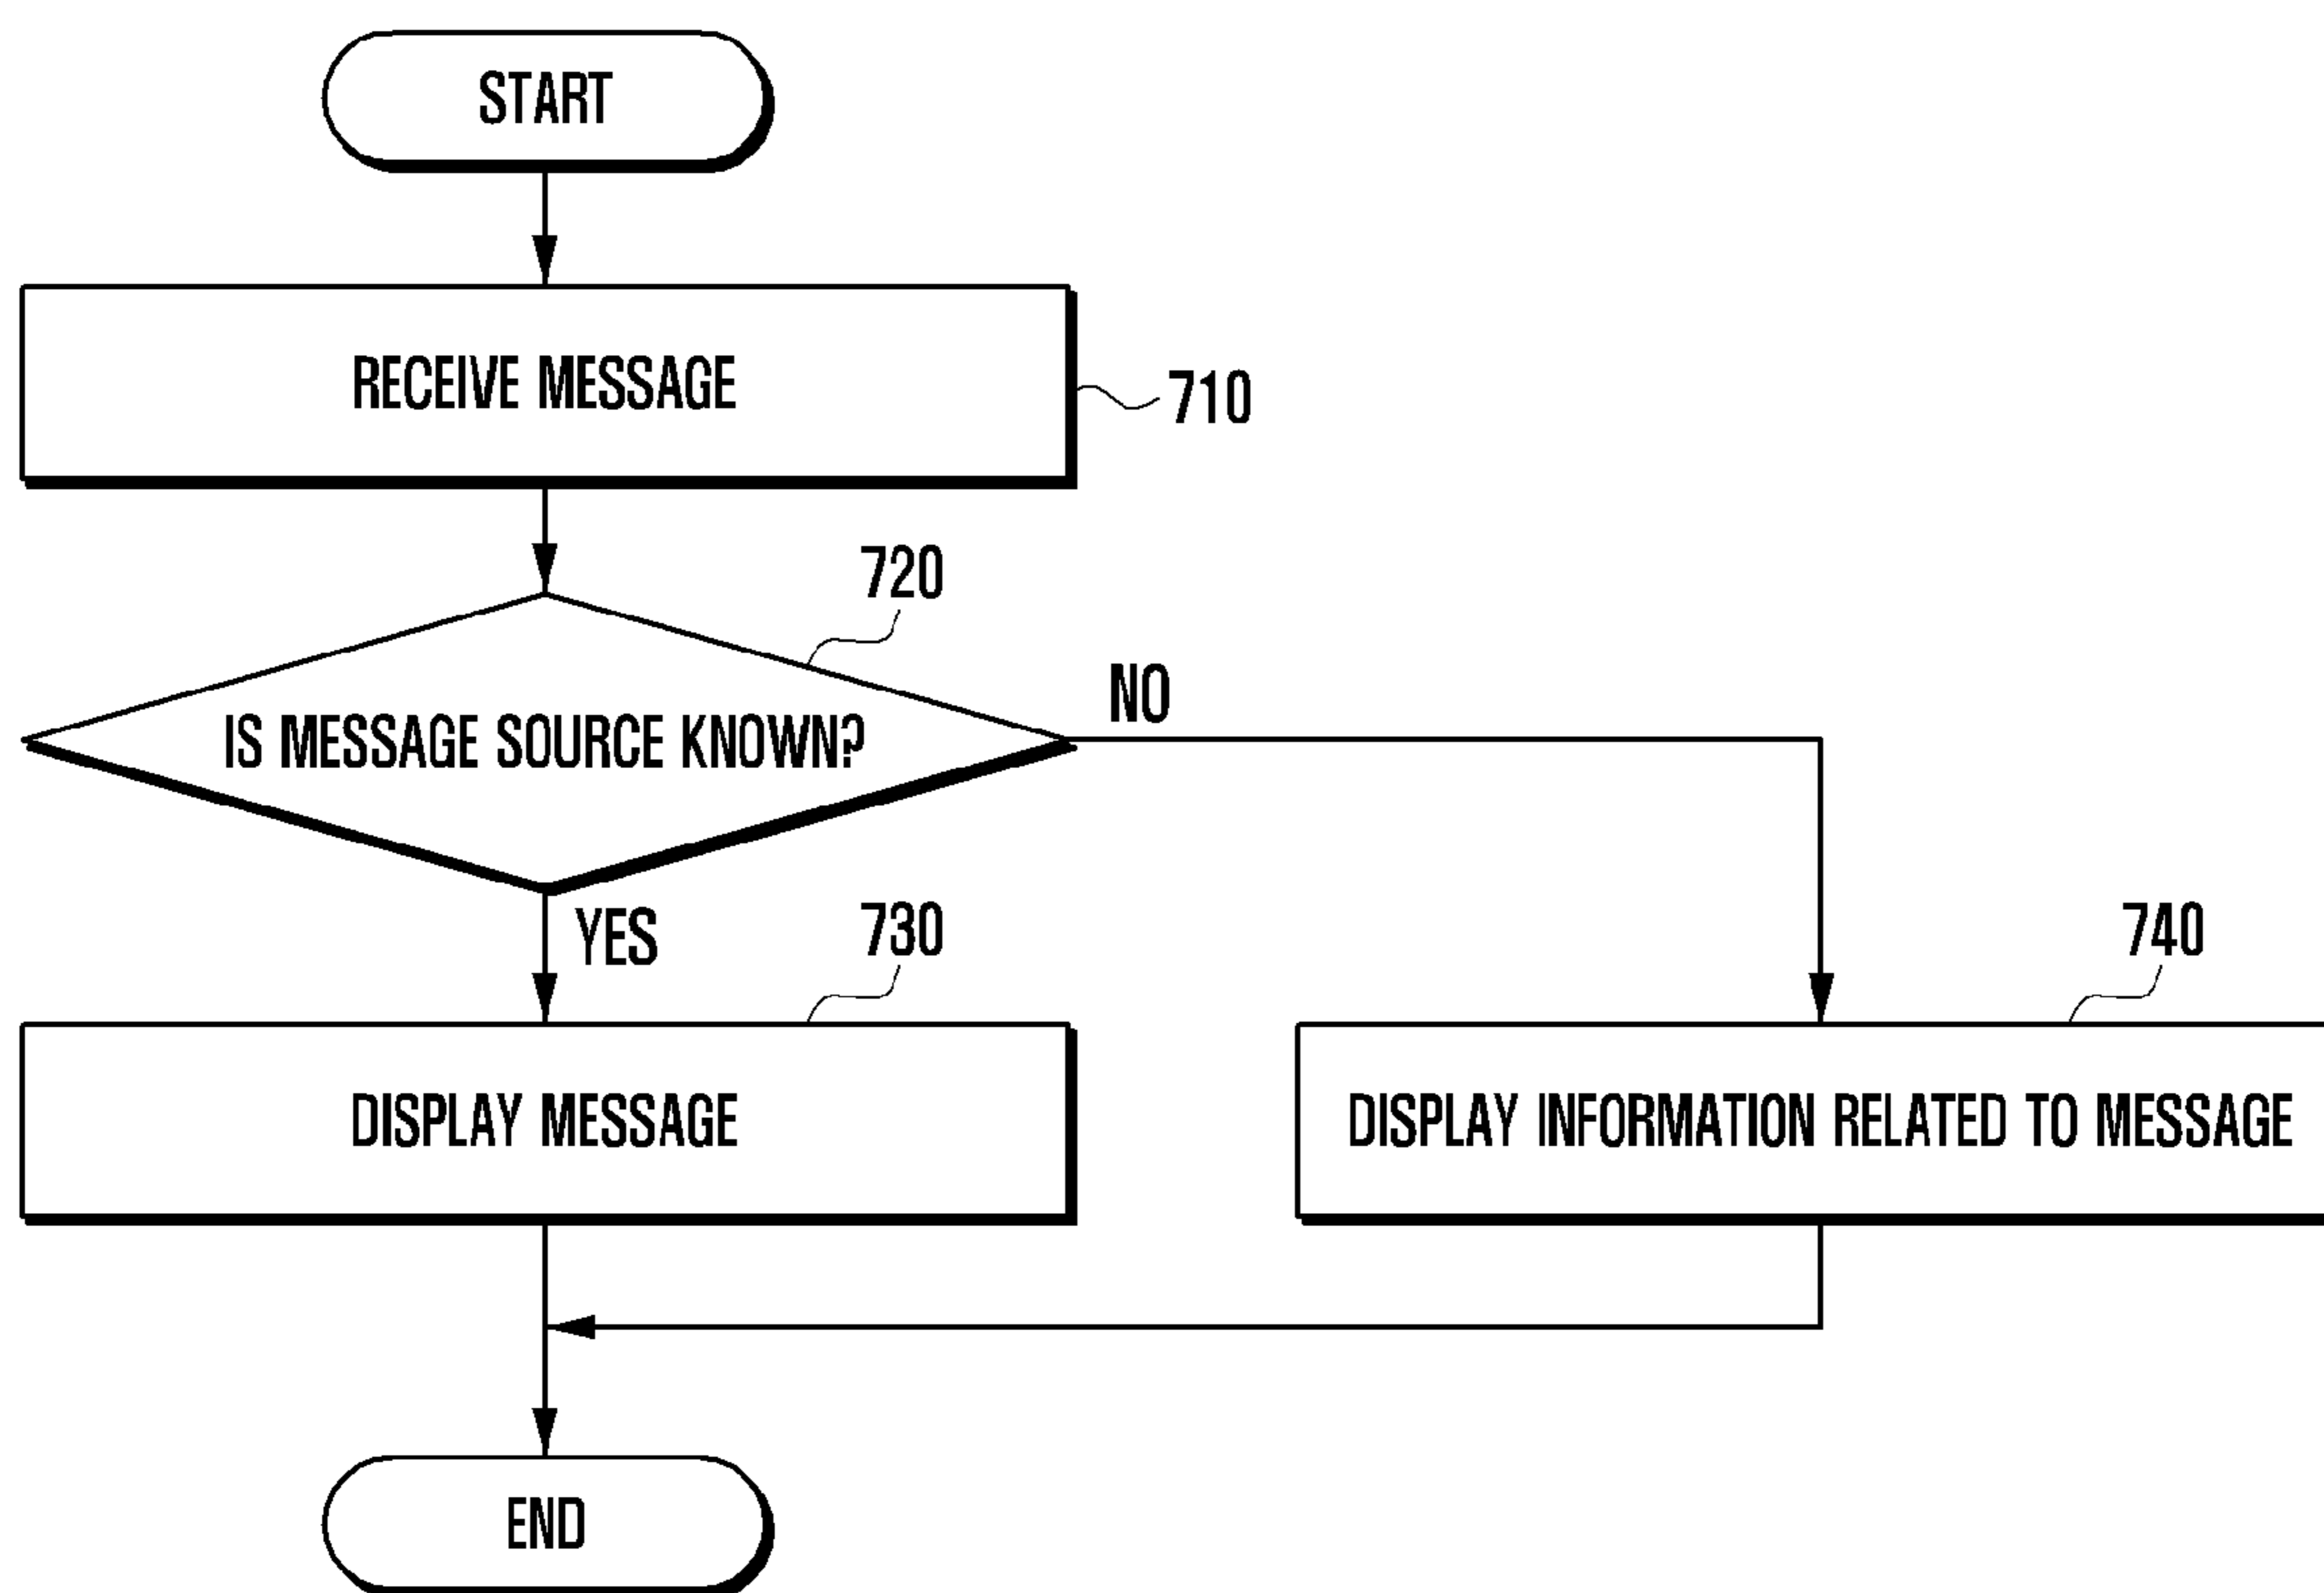 START
RECEIVE MESSAGE
710
720
IS MESSAGE SOURCE KNOWN?
NO
YES
730
740
DISPLAY MESSAGE
DISPLAY INFORMATION RELATED TO MESSAGE
END